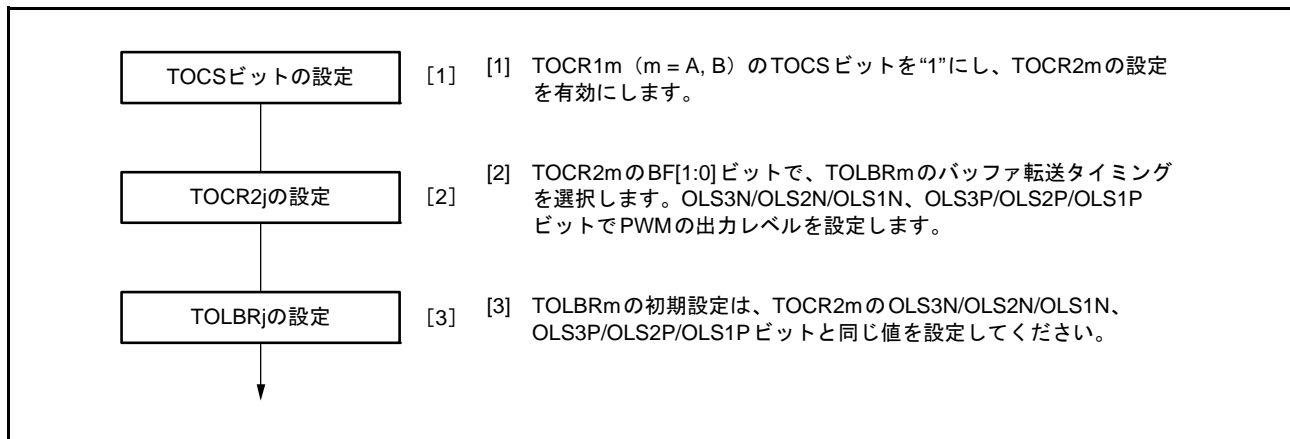 TOCSビットの設定 [1] [1] TOCR1m(m = A, B)のTOCSビットを“1”にし、TOCR2mの設定
を有効にします。
TOCR2jの設定 [2] [2] TOCR2mのBF[1:0]ビットで、TOLBRmのバッファ転送タイミング
を選択します。OLS3N/OLS2N/OLS1N、OLS3P/OLS2P/OLS1P
ビットでPWMの出力レベルを設定します。
TOLBRjの設定 [3] [3] TOLBRmの初期設定は、TOCR2mのOLS3N/OLS2N/OLS1N、
OLS3P/OLS2P/OLS1Pビットと同じ値を設定してください。